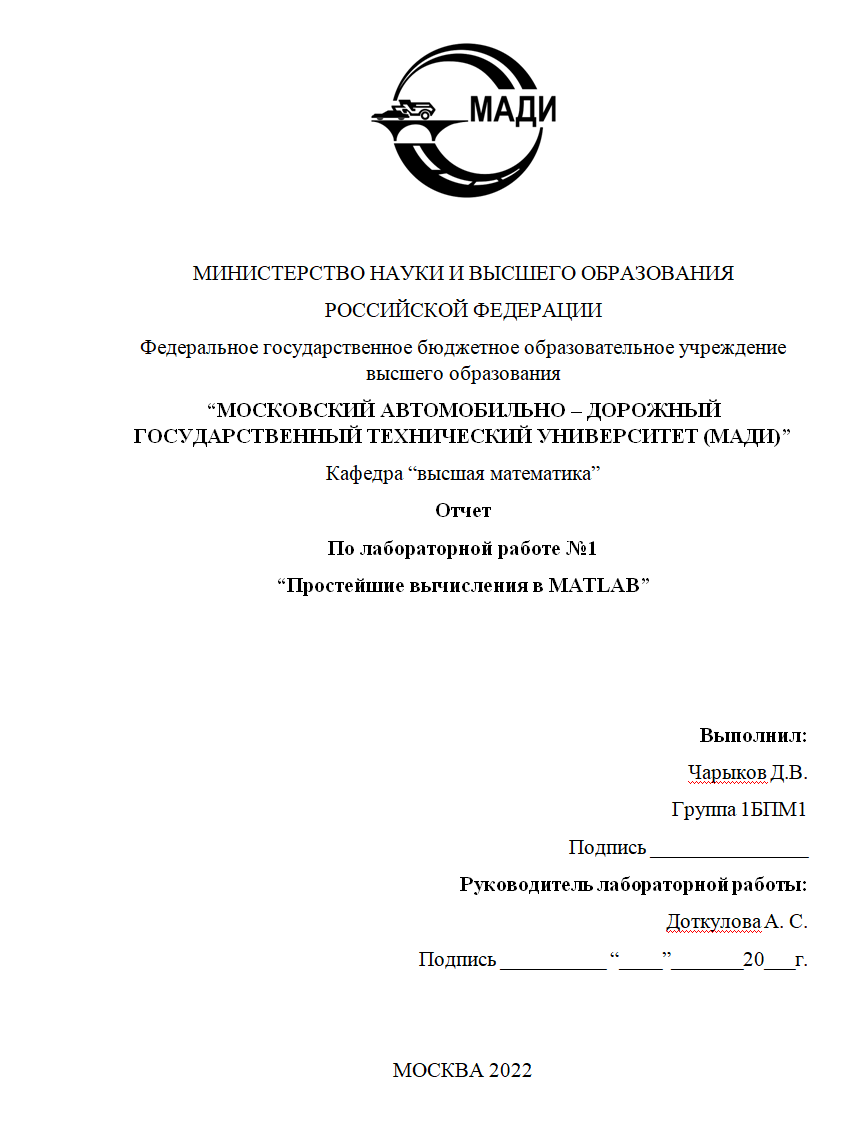 МАДИ
МИНИСТЕРСТВО НАУКИ И ВЫСШЕГО ОБРАЗОВАНИЯ
РОССИЙСКОЙ ФЕДЕРАЦИИ
Федеральное государственное бюджетное образовательное учреждение
высшего образования
“МОСКОВСКИЙ АВТОМОБИЛЬНО – ДОРОЖНЫЙ
ГОСУДАРСТВЕННЫЙ ТЕХНИЧЕСКИЙ УНИВЕРСИТЕТ (МАДИ)”
Кафедра “высшая математика”
Отчет
По лабораторной работе №1
“Простейшие вычисления в MATLAB”
Выполнил:
Чарыков Д.В.
Группа 1БПМ1
Подпись _______________
Руководитель лабораторной работы:
Доткулова А. С.
Подпись __________ “____”_______20___г.
МОСКВА 2022